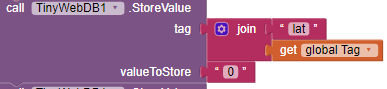 call TinyWebDB1 .StoreValue
tag join " lat "
get global Tag
valueToStore " 0 "